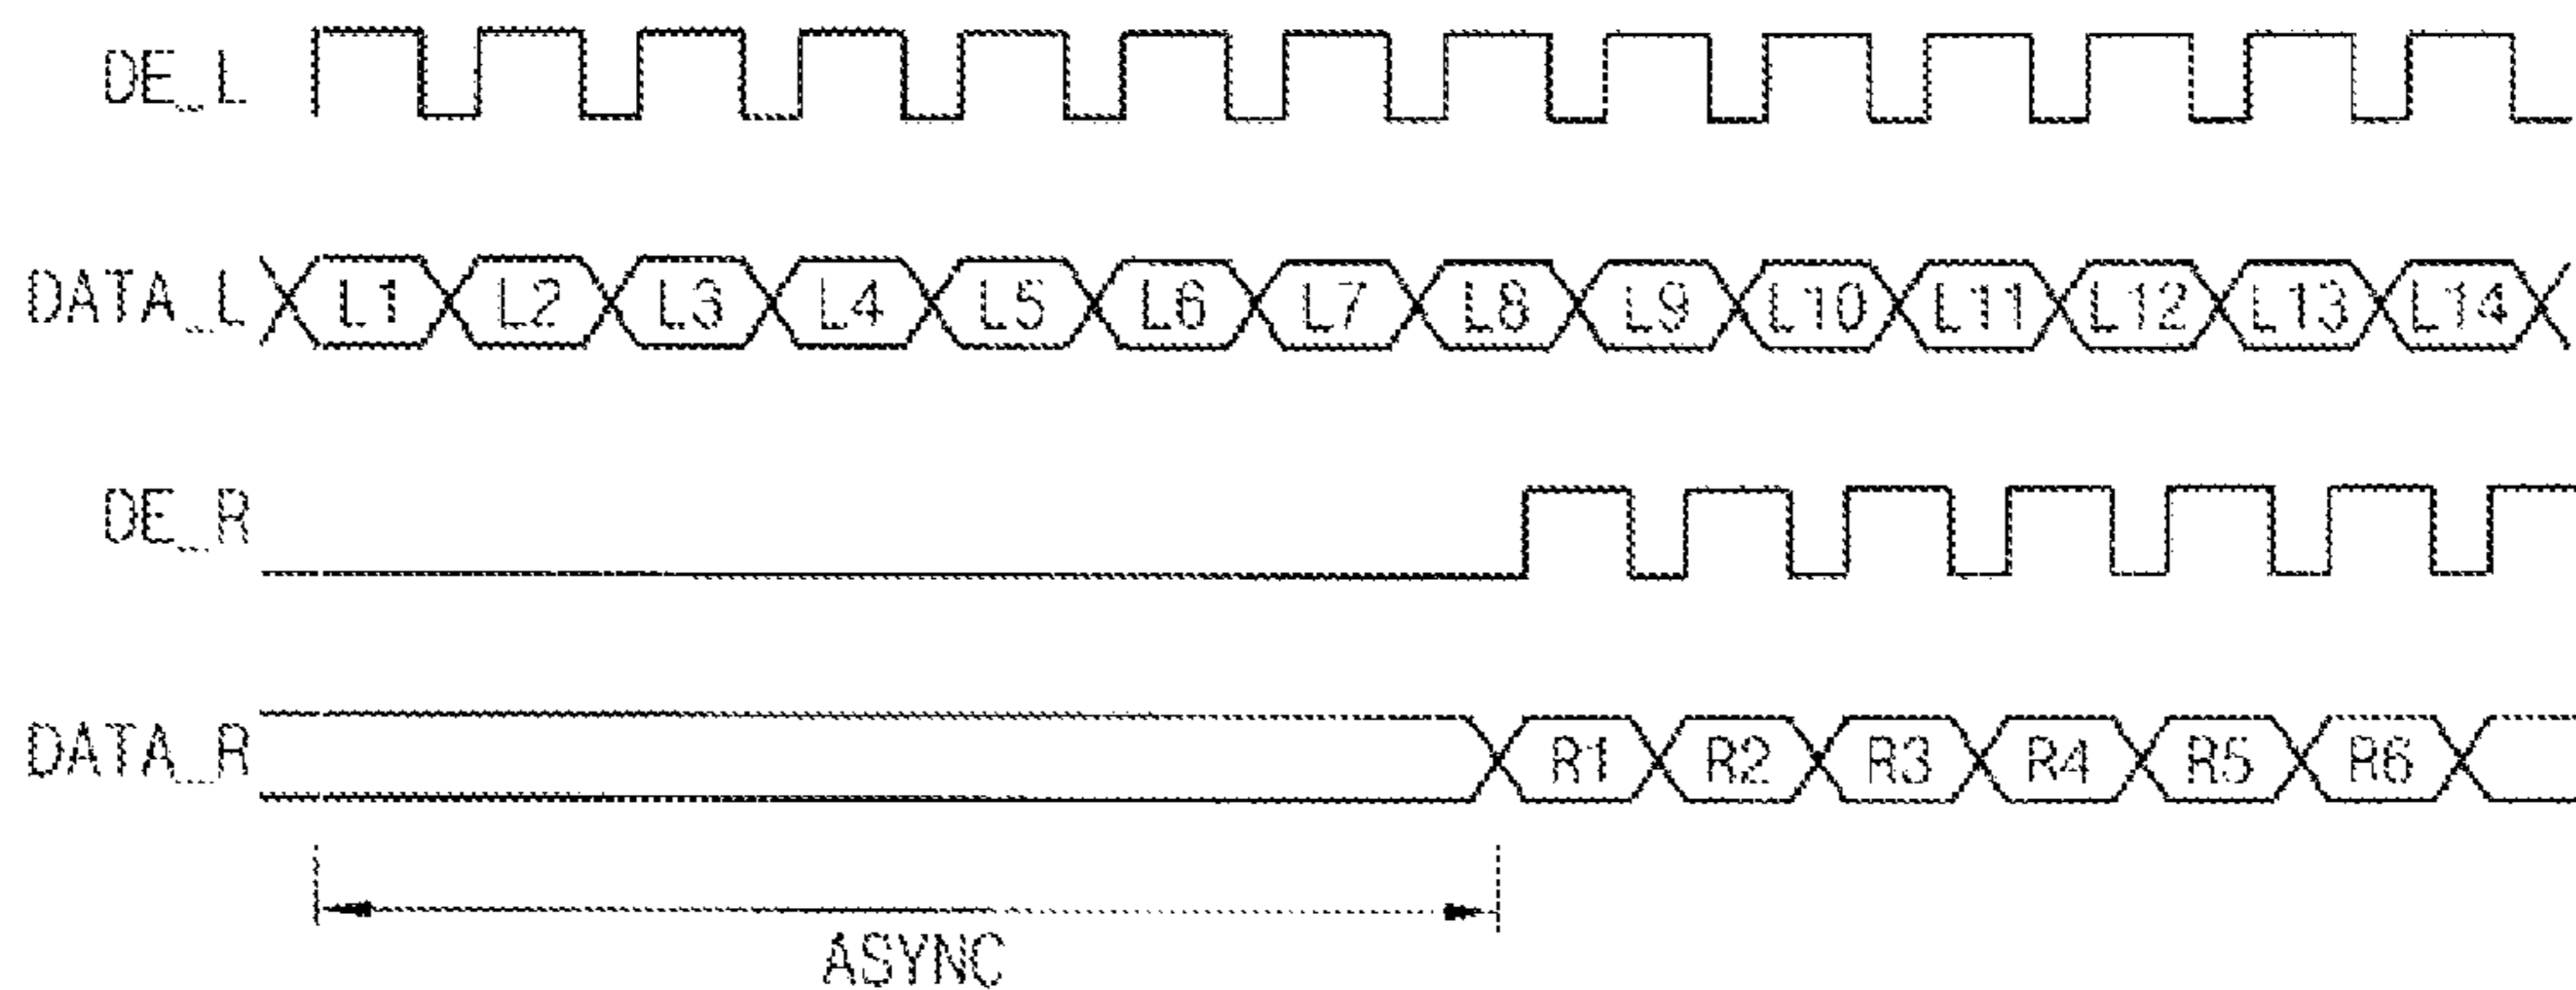 DE_L
DATA_L L1 L2 L3 L4 L5 L6 L7 L8 L9 L10 L11 L12 L13 L14
DE_R
DATA_R R1 R2 R3 R4 R5 R6
ASYNC